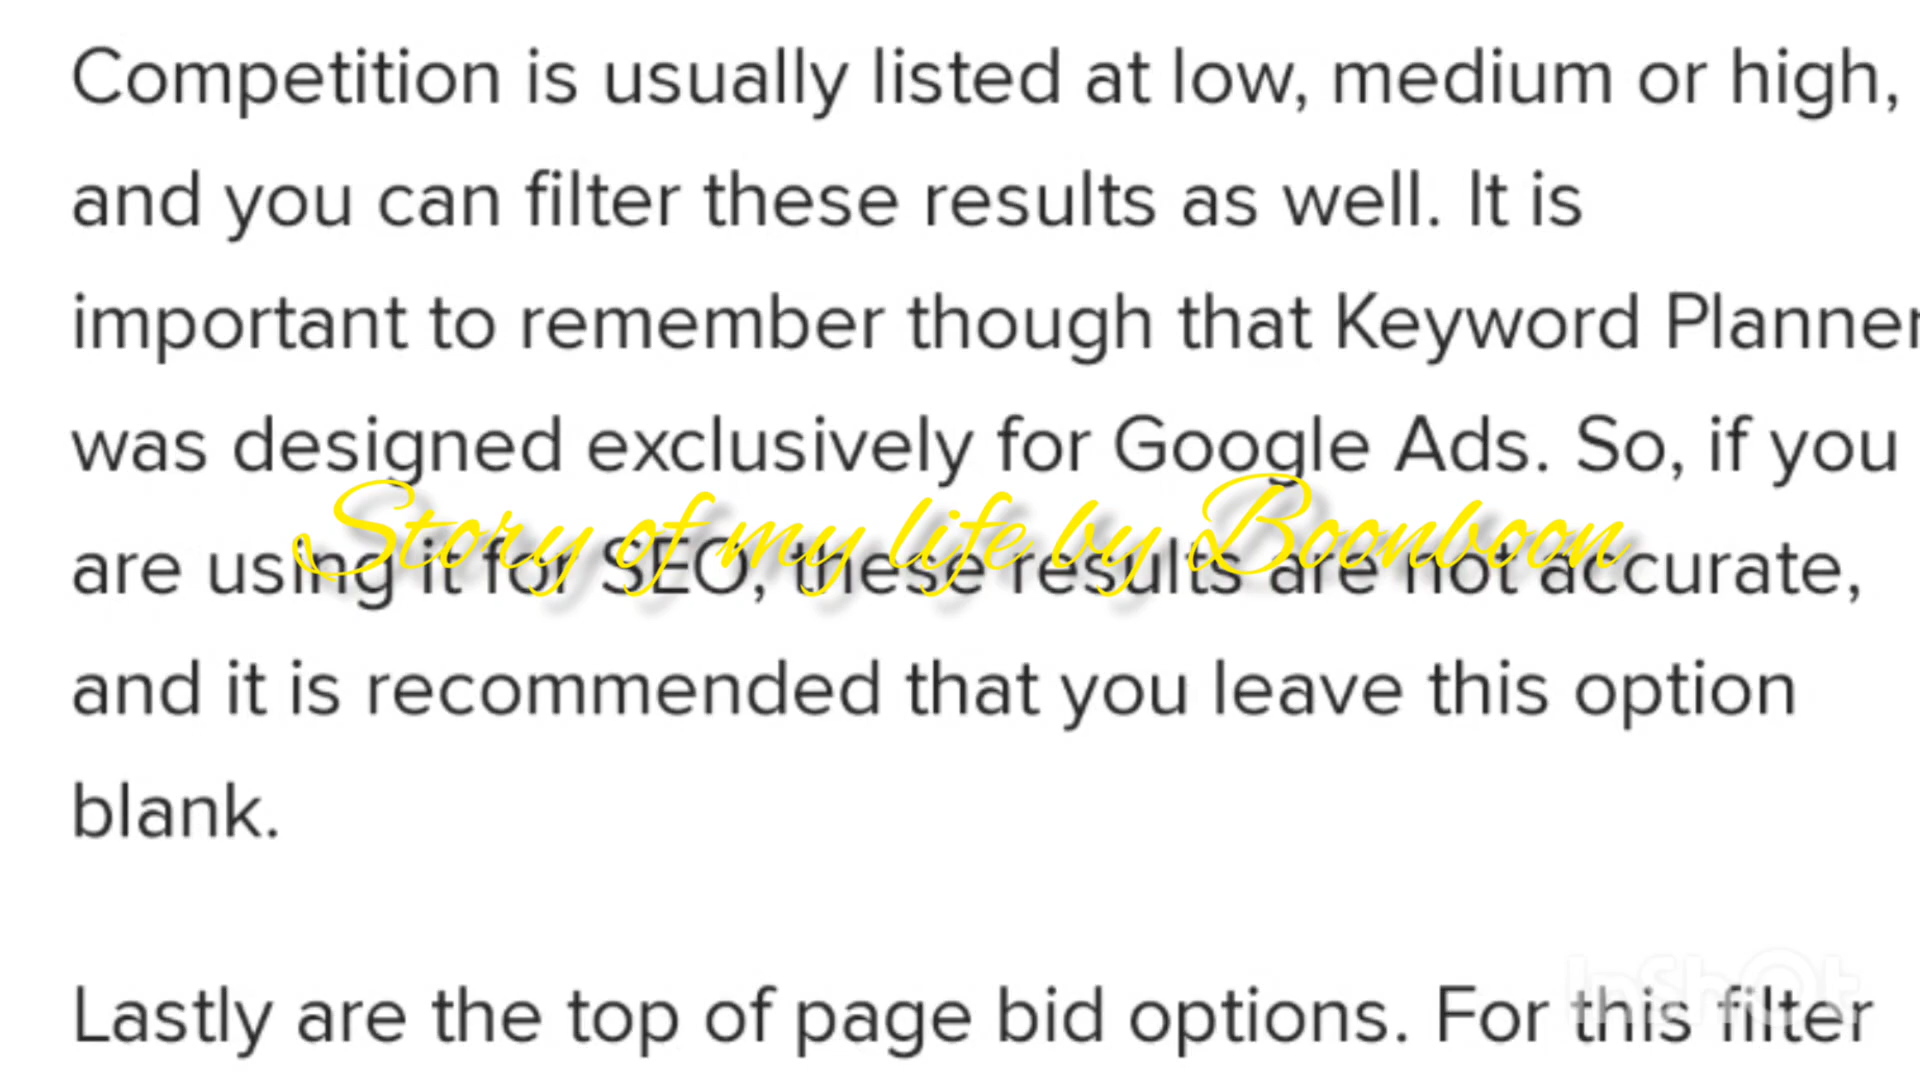 Competition is usually listed at low, medium or high,
and you can filter these results as well. It is
important to remember though that Keyword Planner
was designed exclusively for Google Ads. So, if you
Story of my life by Boonboon
are using it for SEO, these results are not accurate,
and it is recommended that you leave this option
blank.
Lastly are the top of page bid options. For this filter
InShOt